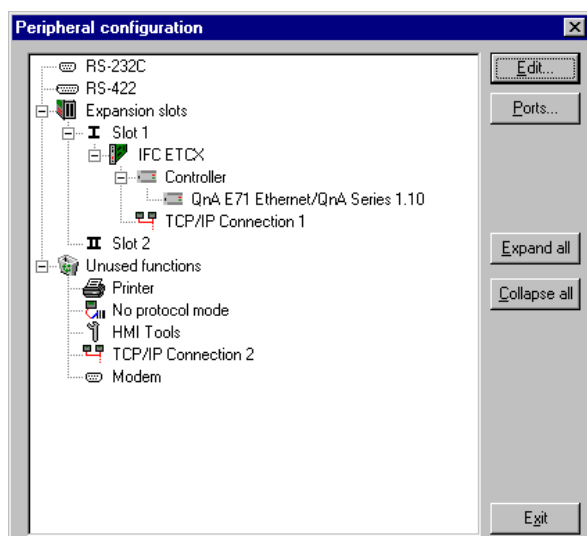 Peripheral configuration
RS-232C
RS-422
Expansion slots
I Slot 1
IFC ETCX
Controller
QnA E71 Ethernet/QnA Series 1.10
TCP/IP Connection 1
II Slot 2
Unused functions
Printer
No protocol mode
HMI Tools
TCP/IP Connection 2
Modem
Edit...
Ports...
Expand all
Collapse all
Exit